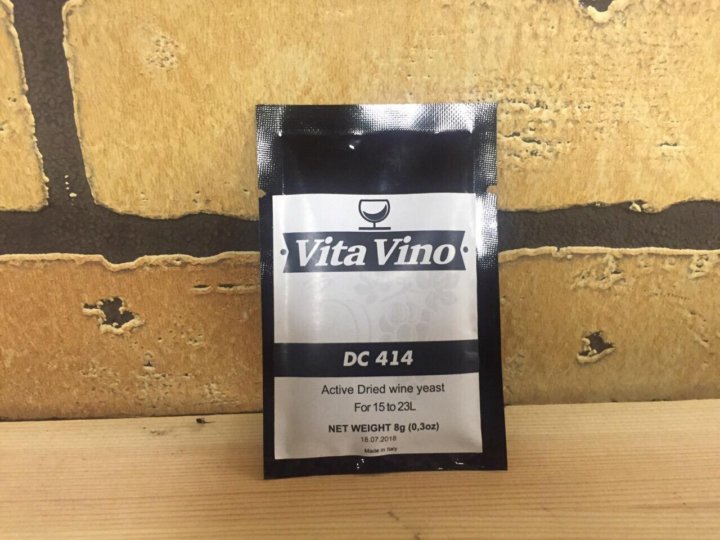 Vita Vino
DC 414
Active Dried wine yeast
For 15 to 23L
NET WEIGHT 8g (0,3oz)
18.07.2018
Made in Italy